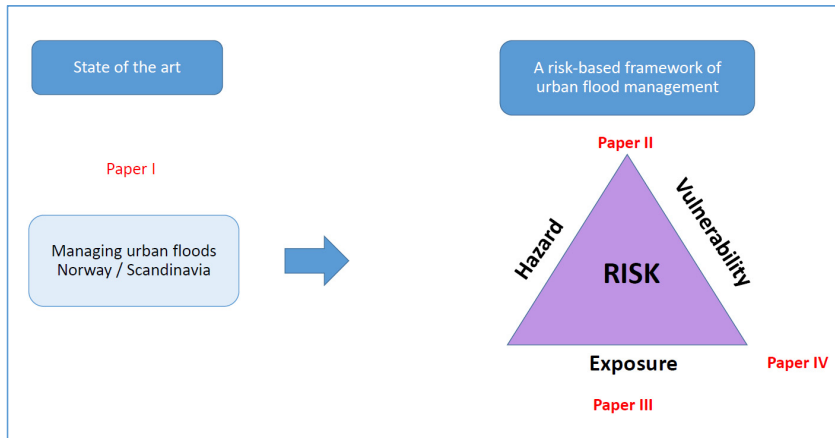 State of the art
A risk-based framework of
urban flood management
Paper I
Paper II
Managing urban floods
Norway / Scandinavia
Hazard
Vulnerability
RISK
Exposure
Paper IV
Paper III